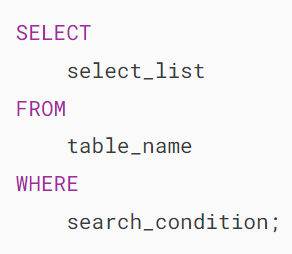 SELECT
    select_list
FROM
    table_name
WHERE
    search_condition;